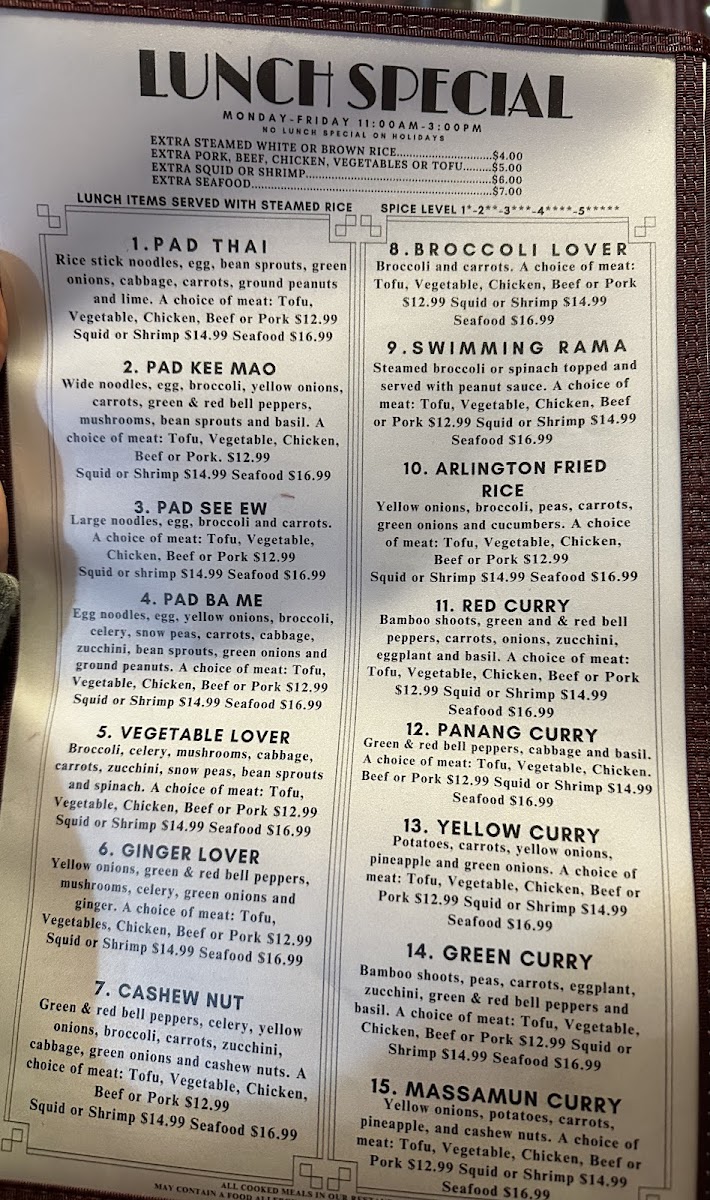 LUNCH SPECIAL
MONDAY-FRIDAY 11:00AM-3:00PM
NO LUNCH SPECIAL ON HOLIDAYS
EXTRA STEAMED WHITE OR BROWN RICE...............................$4.00
EXTRA PORK, BEEF, CHICKEN, VEGETABLES OR TOFU.........$5.00
EXTRA SQUID OR SHRIMP............................................................$6.00
EXTRA SEAFOOD..........................................................................$7.00
LUNCH ITEMS SERVED WITH STEAMED RICE SPICE LEVEL 1*-2**-3***-4****-5*****
1.PAD THAI
Rice stick noodles, egg, bean sprouts, green
onions, cabbage, carrots, ground peanuts
and lime. A choice of meat: Tofu,
Vegetable, Chicken, Beef or Pork $12.99
Squid or Shrimp $14.99 Seafood $16.99
2. PAD KEE MAO
Wide noodles, egg, broccoli, yellow onions,
carrots, green & red bell peppers,
mushrooms, bean sprouts and basil. A
choice of meat: Tofu, Vegetable, Chicken,
Beef or Pork. $12.99
Squid or Shrimp $14.99 Seafood $16.99
3. PAD SEE EW
Large noodles, egg, broccoli and carrots.
A choice of meat: Tofu, Vegetable,
Chicken, Beef or Pork $12.99
Squid or shrimp $14.99 Seafood $16.99
4. PAD BA ME
Egg noodles, egg, yellow onions, broccoli,
celery, snow peas, carrots, cabbage,
zucchini, bean sprouts, green onions and
ground peanuts. A choice of meat: Tofu,
Vegetable, Chicken, Beef or Pork $12.99
Squid or Shrimp $14.99 Seafood $16.99
5. VEGETABLE LOVER
Broccoli, celery, mushrooms, cabbage,
carrots, zucchini, snow peas, bean sprouts
and spinach. A choice of meat: Tofu,
Vegetable, Chicken, Beef or Pork $12.99
Squid or Shrimp $14.99 Seafood $16.99
6. GINGER LOVER
Yellow onions, green & red bell peppers,
mushrooms, celery, green onions and
ginger. A choice of meat: Tofu,
Vegetables, Chicken, Beef or Pork $12.99
Squid or Shrimp $14.99 Seafood $16.99
7. CASHEW NUT
Green & red bell peppers, celery, yellow
onions, broccoli, carrots, zucchini,
cabbage, green onions and cashew nuts. A
choice of meat: Tofu, Vegetable, Chicken,
Beef or Pork $12.99
Squid or Shrimp $14.99 Seafood $16.99
8.BROCCOLI LOVER
Broccoli and carrots. A choice of meat:
Tofu, Vegetable, Chicken, Beef or Pork
$12.99 Squid or Shrimp $14.99
Seafood $16.99
9.SWIMMING RAMA
Steamed broccoli or spinach topped and
served with peanut sauce. A choice of
meat: Tofu, Vegetable, Chicken, Beef
or Pork $12.99 Squid or Shrimp $14.99
Seafood $16.99
10. ARLINGTON FRIED
RICE
Yellow onions, broccoli, peas, carrots,
green onions and cucumbers. A choice
of meat: Tofu, Vegetable, Chicken,
Beef or Pork $12.99
Squid or Shrimp $14.99 Seafood $16.99
11. RED CURRY
Bamboo shoots, green and & red bell
peppers, carrots, onions, zucchini,
eggplant and basil. A choice of meat:
Tofu, Vegetable, Chicken, Beef or Pork
$12.99 Squid or Shrimp $14.99
Seafood $16.99
12. PANANG CURRY
Green & red bell peppers, cabbage and basil.
A choice of meat: Tofu, Vegetable, Chicken.
Beef or Pork $12.99 Squid or Shrimp $14.99
Seafood $16.99
13. YELLOW CURRY
Potatoes, carrots, yellow onions,
pineapple and green onions. A choice of
meat: Tofu, Vegetable, Chicken, Beef or
Pork $12.99 Squid or Shrimp $14.99
Seafood $16.99
14. GREEN CURRY
Bamboo shoots, peas, carrots, eggplant,
zucchini, green & red bell peppers and
basil. A choice of meat: Tofu, Vegetable,
Chicken, Beef or Pork $12.99 Squid or
Shrimp $14.99 Seafood $16.99
15. MASSAMUN CURRY
Yellow onions, potatoes, carrots,
pineapple, and cashew nuts. A choice of
meat: Tofu, Vegetable, Chicken, Beef or
Pork $12.99 Squid or Shrimp $14.99
Seafood $16.99
ALL COOKED MEALS IN OUR
MAY CONTAIN A FOOD